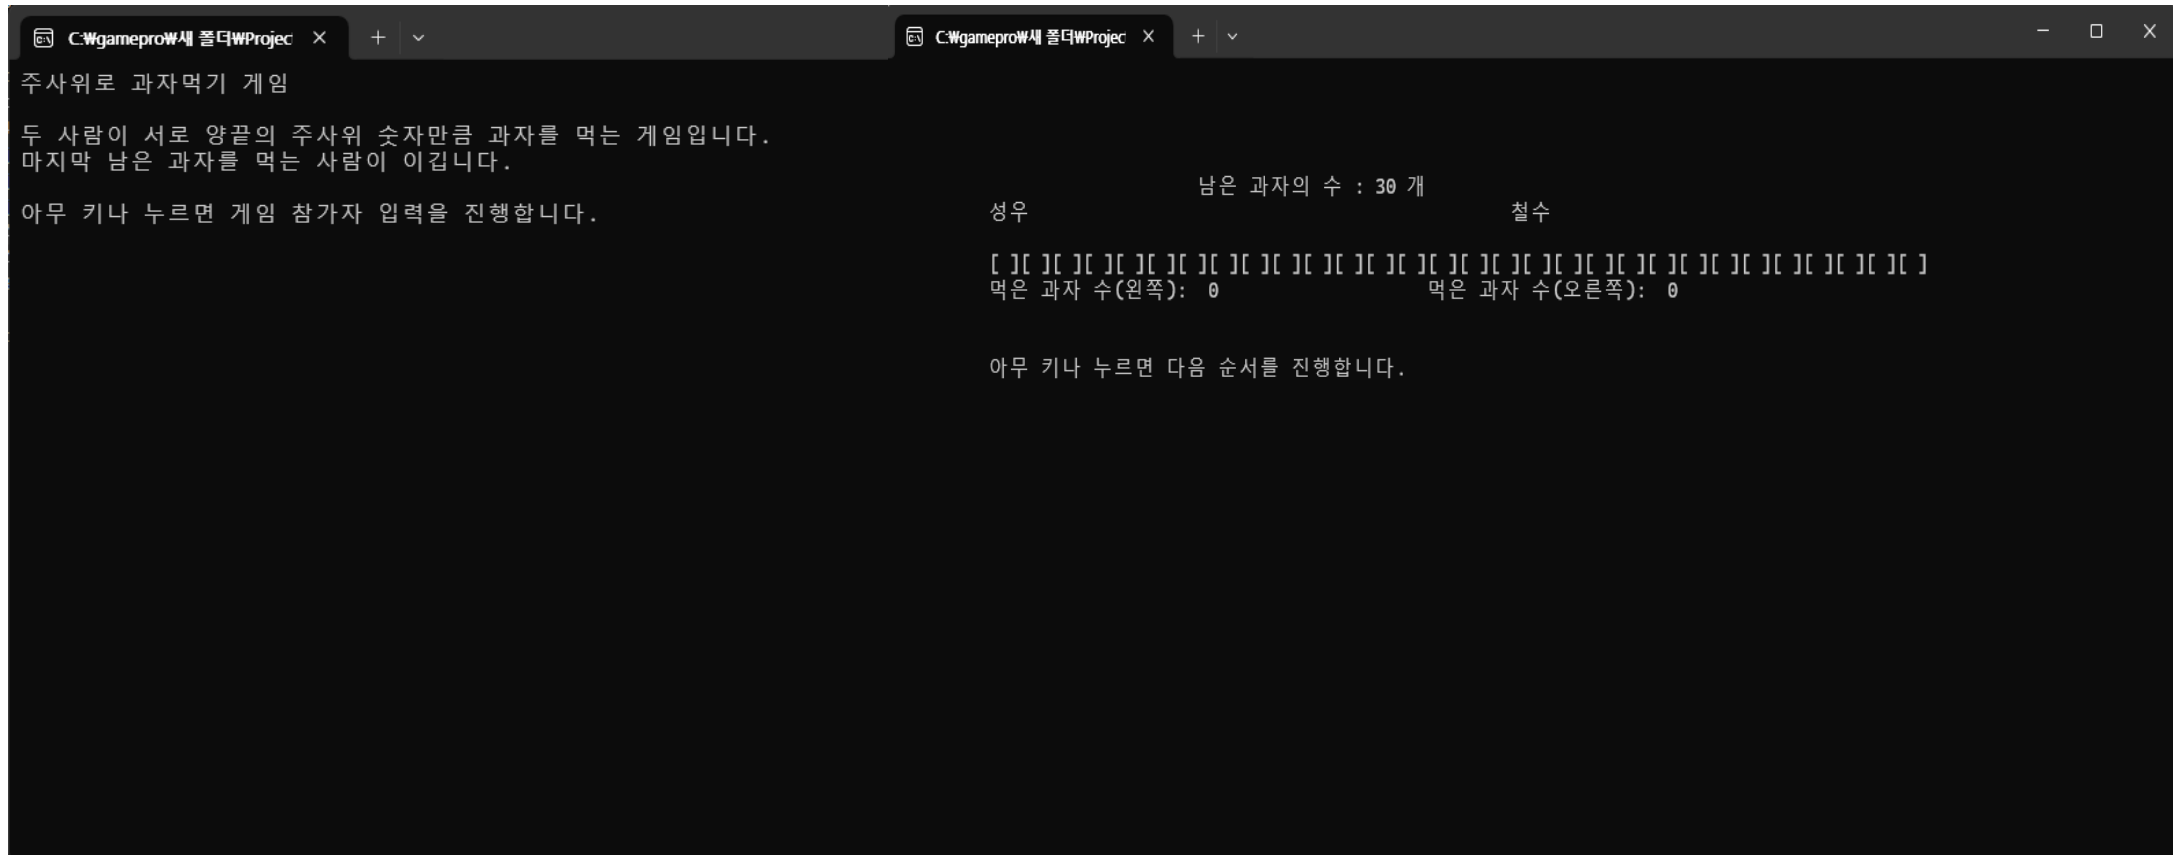 C:₩gamepro₩새 폴더₩Projec
주사위로 과자먹기 게임
두 사람이 서로 양끝의 주사위 숫자만큼 과자를 먹는 게임입니다.
마지막 남은 과자를 먹는 사람이 이깁니다.
아무 키나 누르면 게임 참가자 입력을 진행합니다.
C:₩gamepro₩새 폴더₩Projec
남은 과자의 수 : 30 개
성우 철수
[ ][ ][ ][ ][ ][ ][ ][ ][ ][ ][ ][ ][ ][ ][ ][ ][ ][ ][ ][ ][ ][ ][ ][ ][ ][ ][ ][ ][ ][ ]
먹은 과자 수(왼쪽): 0 먹은 과자 수(오른쪽): 0
아무 키나 누르면 다음 순서를 진행합니다.